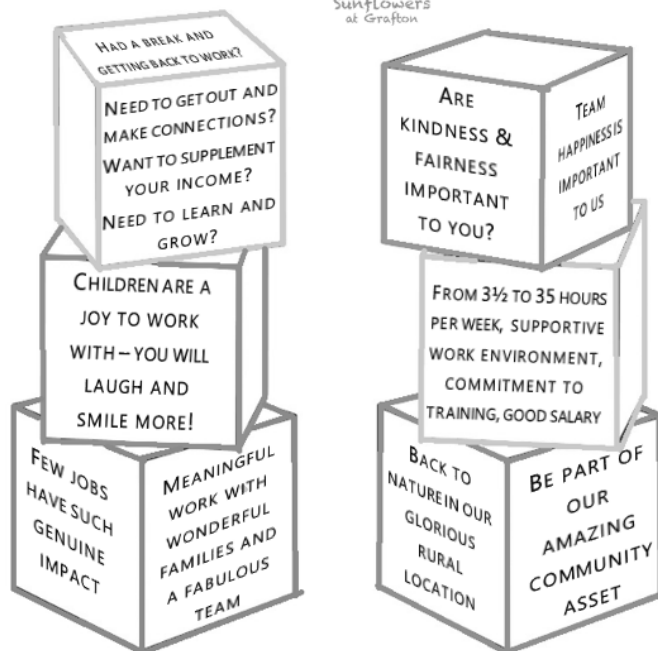 Sunflowers
at Grafton
HAD A BREAK AND
GETTING BACK TO WORK?
NEED TO GET OUT AND
MAKE CONNECTIONS?
WANT TO SUPPLEMENT
YOUR INCOME?
NEED TO LEARN AND
GROW?
CHILDREN ARE A
JOY TO WORK
WITH – YOU WILL
LAUGH AND
SMILE MORE!
FEW JOBS
HAVE SUCH
GENUINE
IMPACT
MEANINGFUL
WORK WITH
WONDERFUL
FAMILIES AND
A FABULOUS
TEAM
ARE
KINDNESS &
FAIRNESS
IMPORTANT
TO YOU?
TEAM
HAPPINESS IS
IMPORTANT
TO US
FROM 3½ TO 35 HOURS
PER WEEK, SUPPORTIVE
WORK ENVIRONMENT,
COMMITMENT TO
TRAINING, GOOD SALARY
BACK TO
NATURE IN OUR
GLORIOUS
RURAL
LOCATION
BE PART OF
OUR
AMAZING
COMMUNITY
ASSET